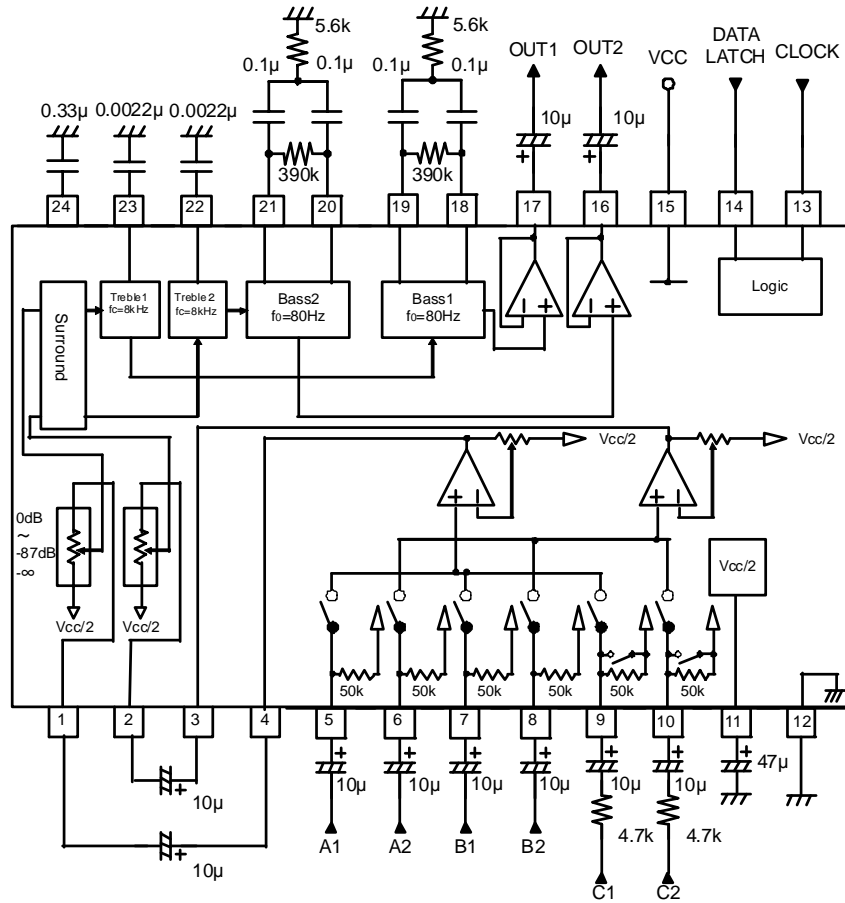 5.6k 5.6k
OUT1 OUT2 VCC DATA LATCH CLOCK
0.1μ 0.1μ 0.1μ 0.1μ
0.33μ 0.0022μ 0.0022μ
10μ 10μ
390k 390k
24 23 22 21 20 19 18 17 16 15 14 13
Surround
Treble1
fc=8kHz
Treble2
fc=8kHz
Bass2
f0=80Hz
Bass1
f0=80Hz
Logic
Vcc/2 Vcc/2
0dB
~
-87dB
-∞
Vcc/2 Vcc/2
Vcc/2
50k 50k 50k 50k 50k 50k
1 2 3 4 5 6 7 8 9 10 11 12
10μ
10μ
10μ 10μ 10μ 10μ 10μ 10μ 47μ
4.7k 4.7k
A1 A2 B1 B2
C1 C2